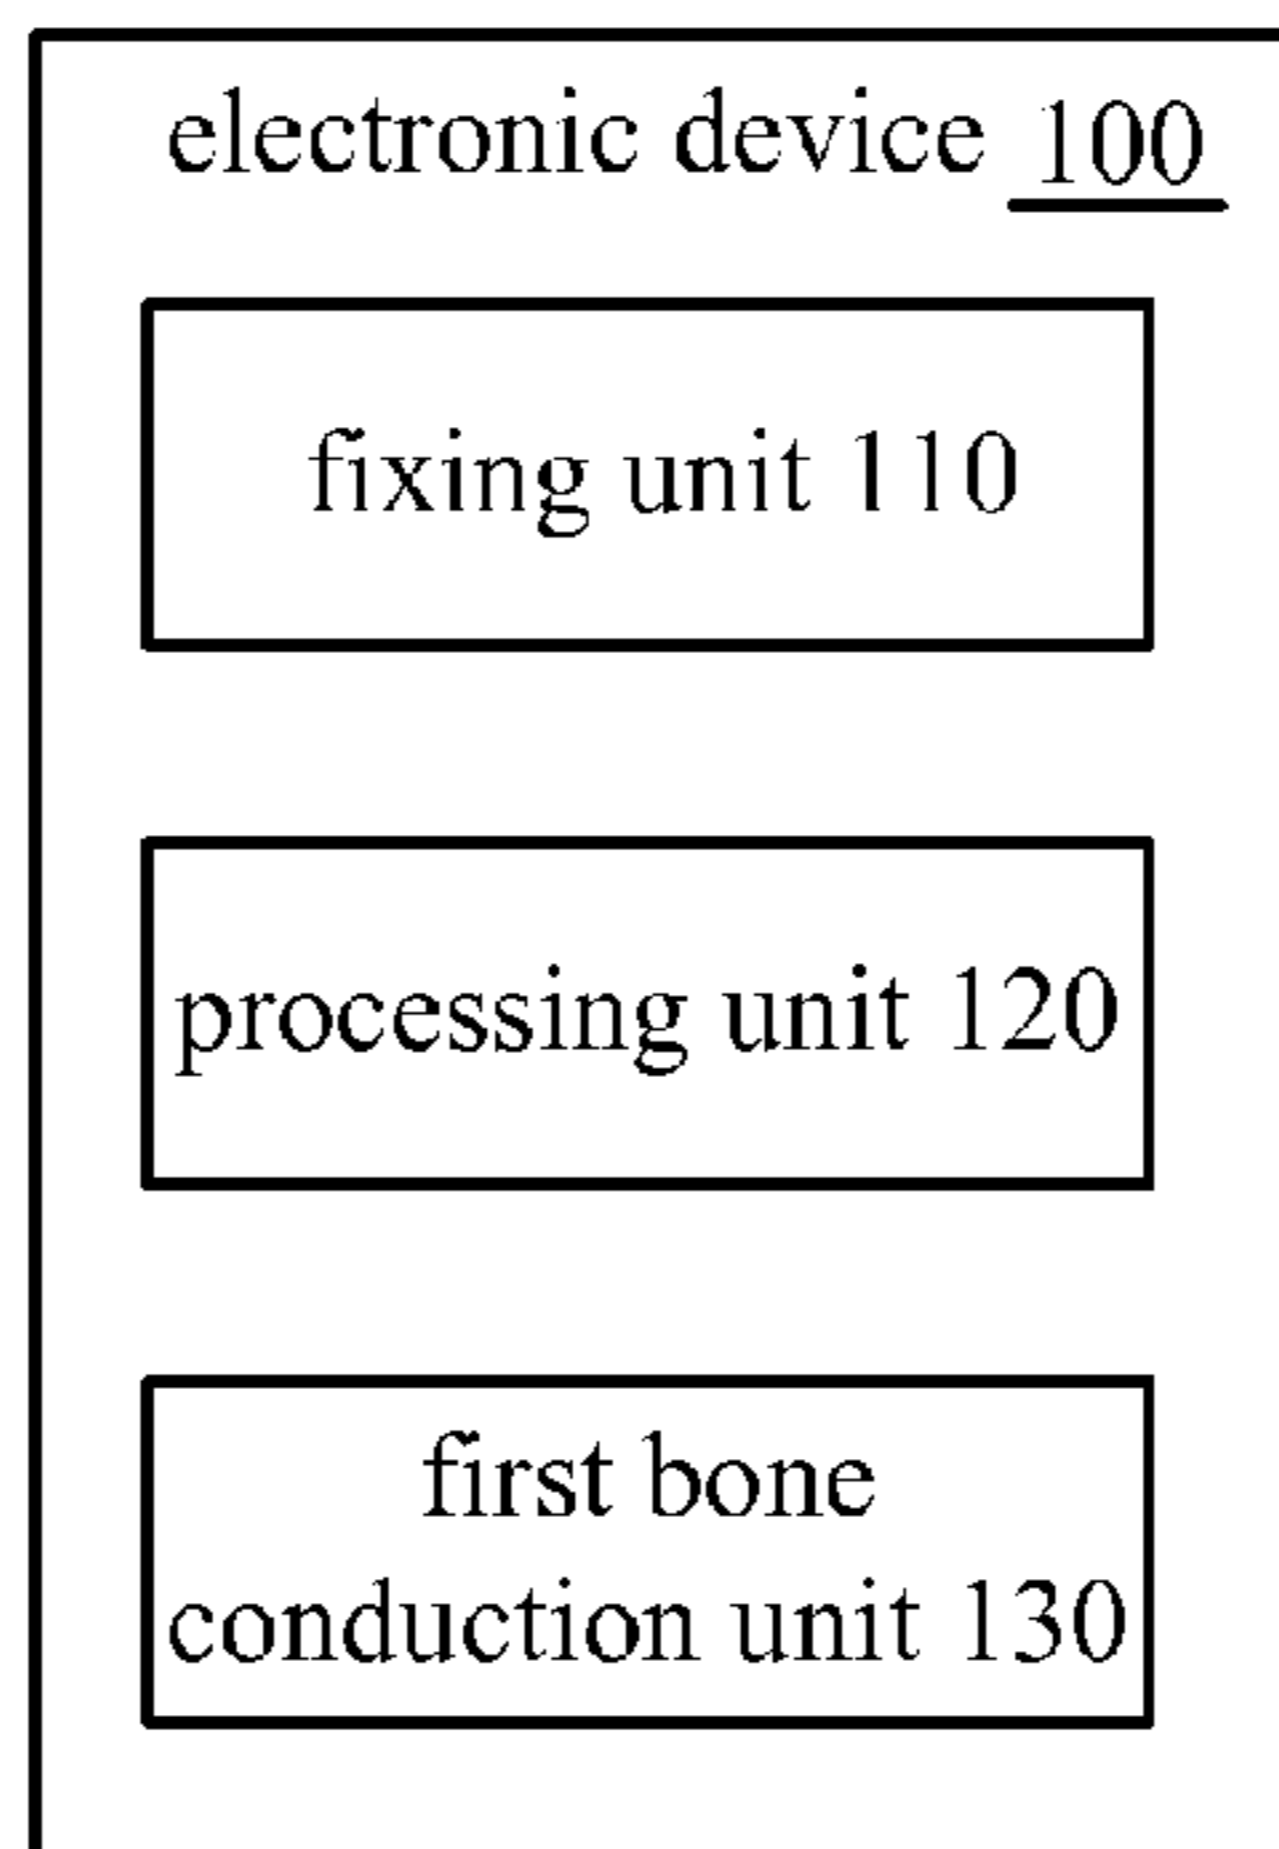 electronic device 100
fixing unit 110
processing unit 120
first bone
conduction unit 130